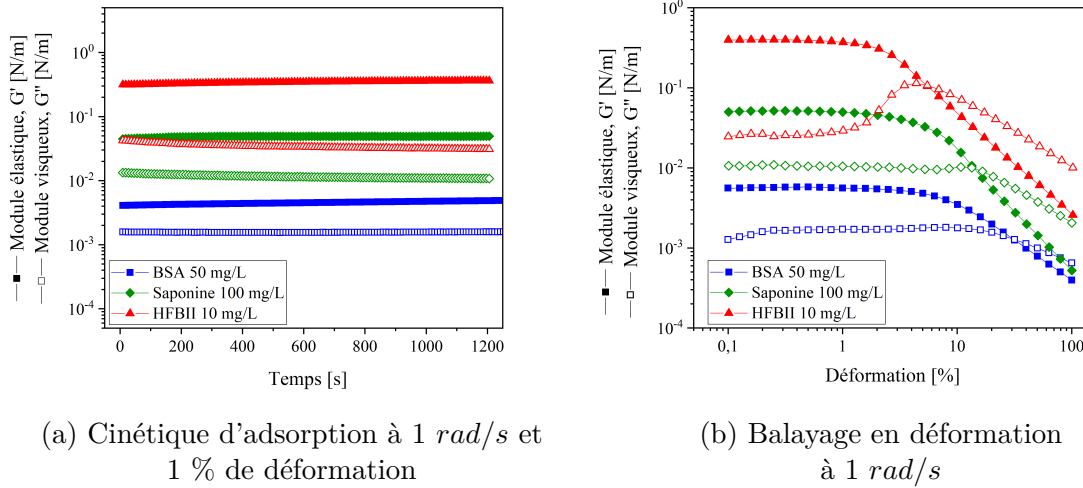 Module élastique, G' [N/m]
Module visqueux, G'' [N/m]
10⁰
10⁻¹
10⁻²
10⁻³
10⁻⁴
BSA 50 mg/L
Saponine 100 mg/L
HFBII 10 mg/L
0 200 400 600 800 1000 1200
Temps [s]
(a) Cinétique d'adsorption à 1 rad/s et
1 % de déformation
Module élastique, G' [N/m]
Module visqueux, G'' [N/m]
10⁰
10⁻¹
10⁻²
10⁻³
10⁻⁴
BSA 50 mg/L
Saponine 100 mg/L
HFBII 10 mg/L
0,1 1 10 100
Déformation [%]
(b) Balayage en déformation
à 1 rad/s